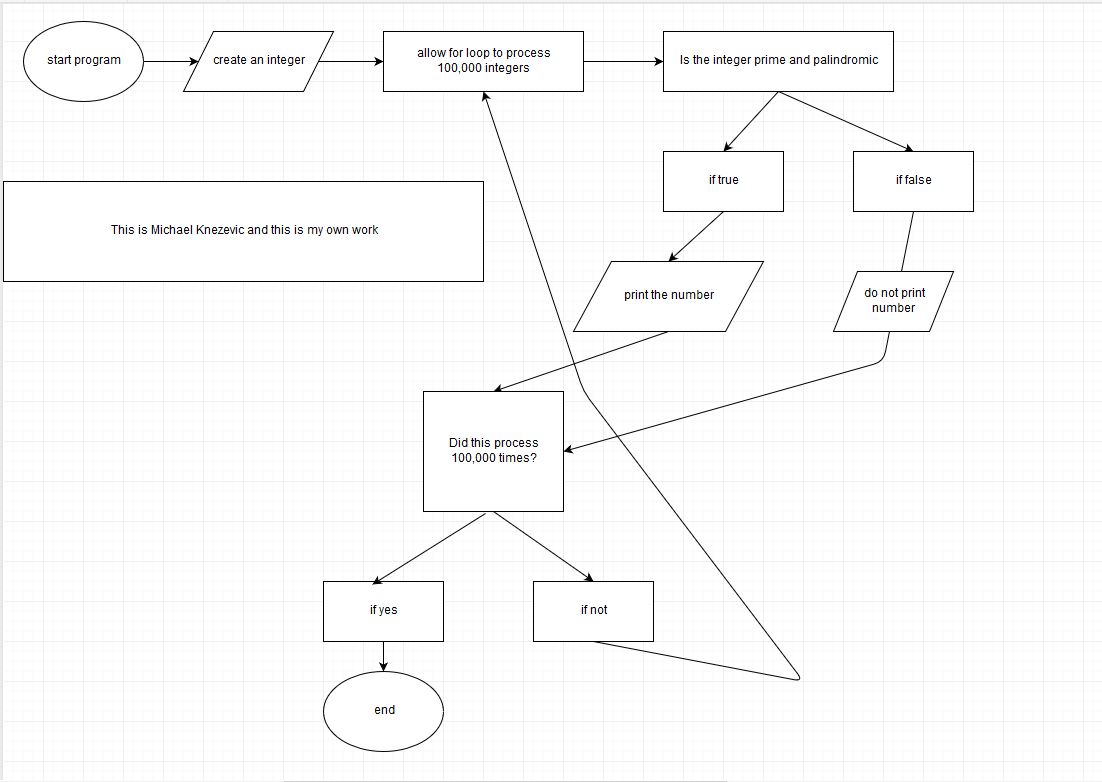 start program
create an integer
allow for loop to process
100,000 integers
Is the integer prime and palindromic
if true
if false
This is Michael Knezevic and this is my own work
print the number
do not print
number
Did this process
100,000 times?
if yes
if not
end